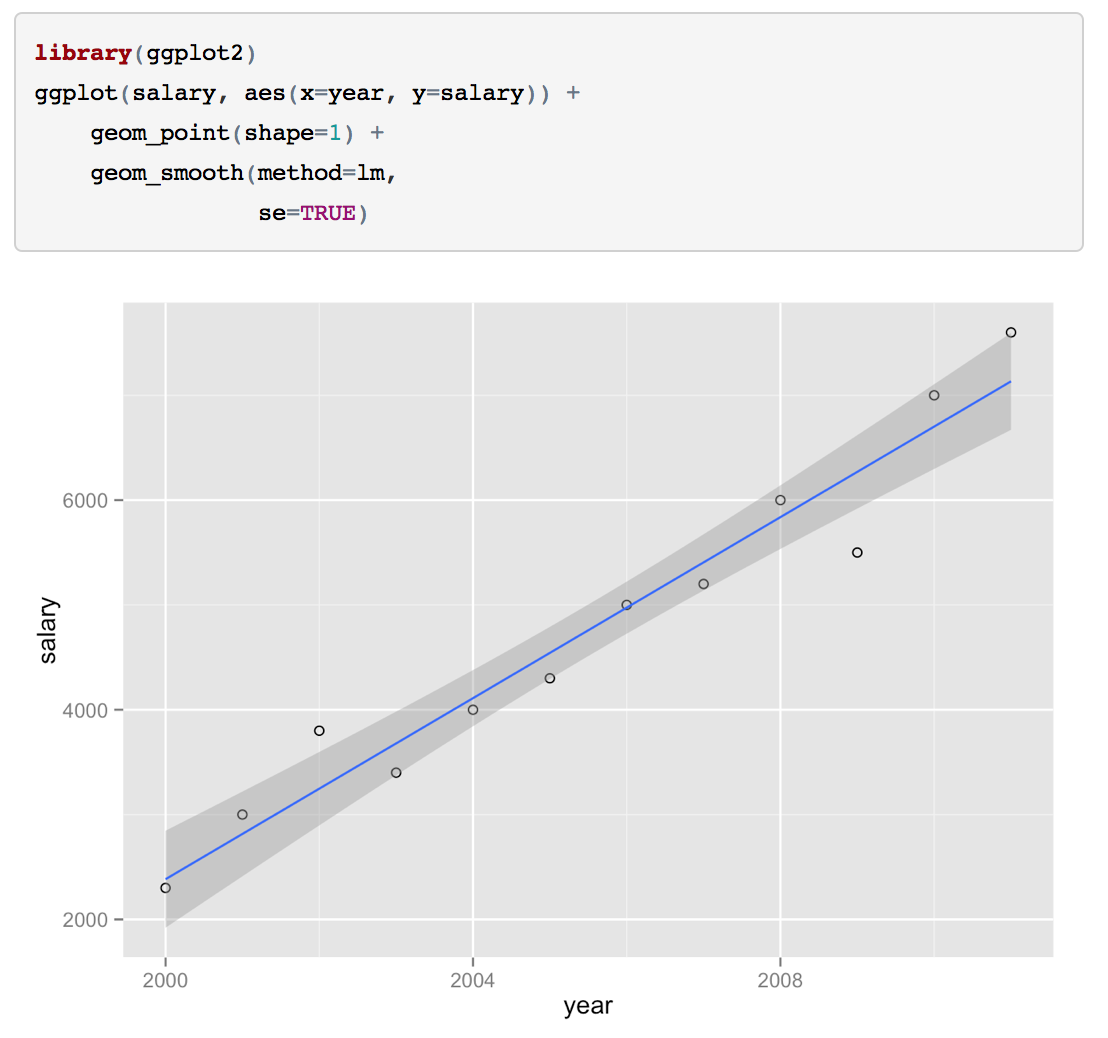 library(ggplot2)
ggplot(salary, aes(x=year, y=salary)) +
    geom_point(shape=1) +
    geom_smooth(method=lm,
                se=TRUE)
6000
4000
2000
salary
2000 2004 2008
year